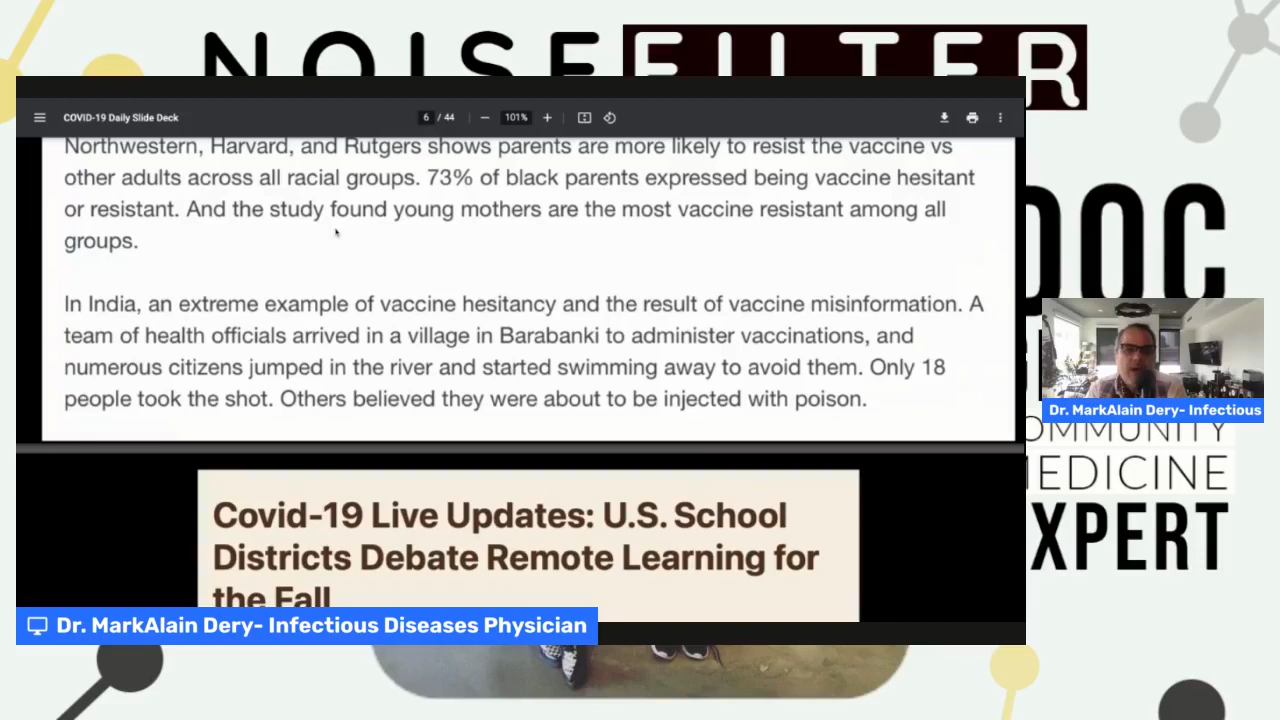 NOISEFILTER
COVID-19 Daily Slide Deck
6 / 44
101%
Northwestern, Harvard, and Rutgers shows parents are more likely to resist the vaccine vs
other adults across all racial groups. 73% of black parents expressed being vaccine hesitant
or resistant. And the study found young mothers are the most vaccine resistant among all
groups.
In India, an extreme example of vaccine hesitancy and the result of vaccine misinformation. A
team of health officials arrived in a village in Barabanki to administer vaccinations, and
numerous citizens jumped in the river and started swimming away to avoid them. Only 18
people took the shot. Others believed they were about to be injected with poison.
Covid-19 Live Updates: U.S. School
Districts Debate Remote Learning for
the Fall
Dr. MarkAlain Dery- Infectious Diseases Physician
DOC
Dr. MarkAlain Dery- Infectious
OMMUNITY
MEDICINE
XPERT